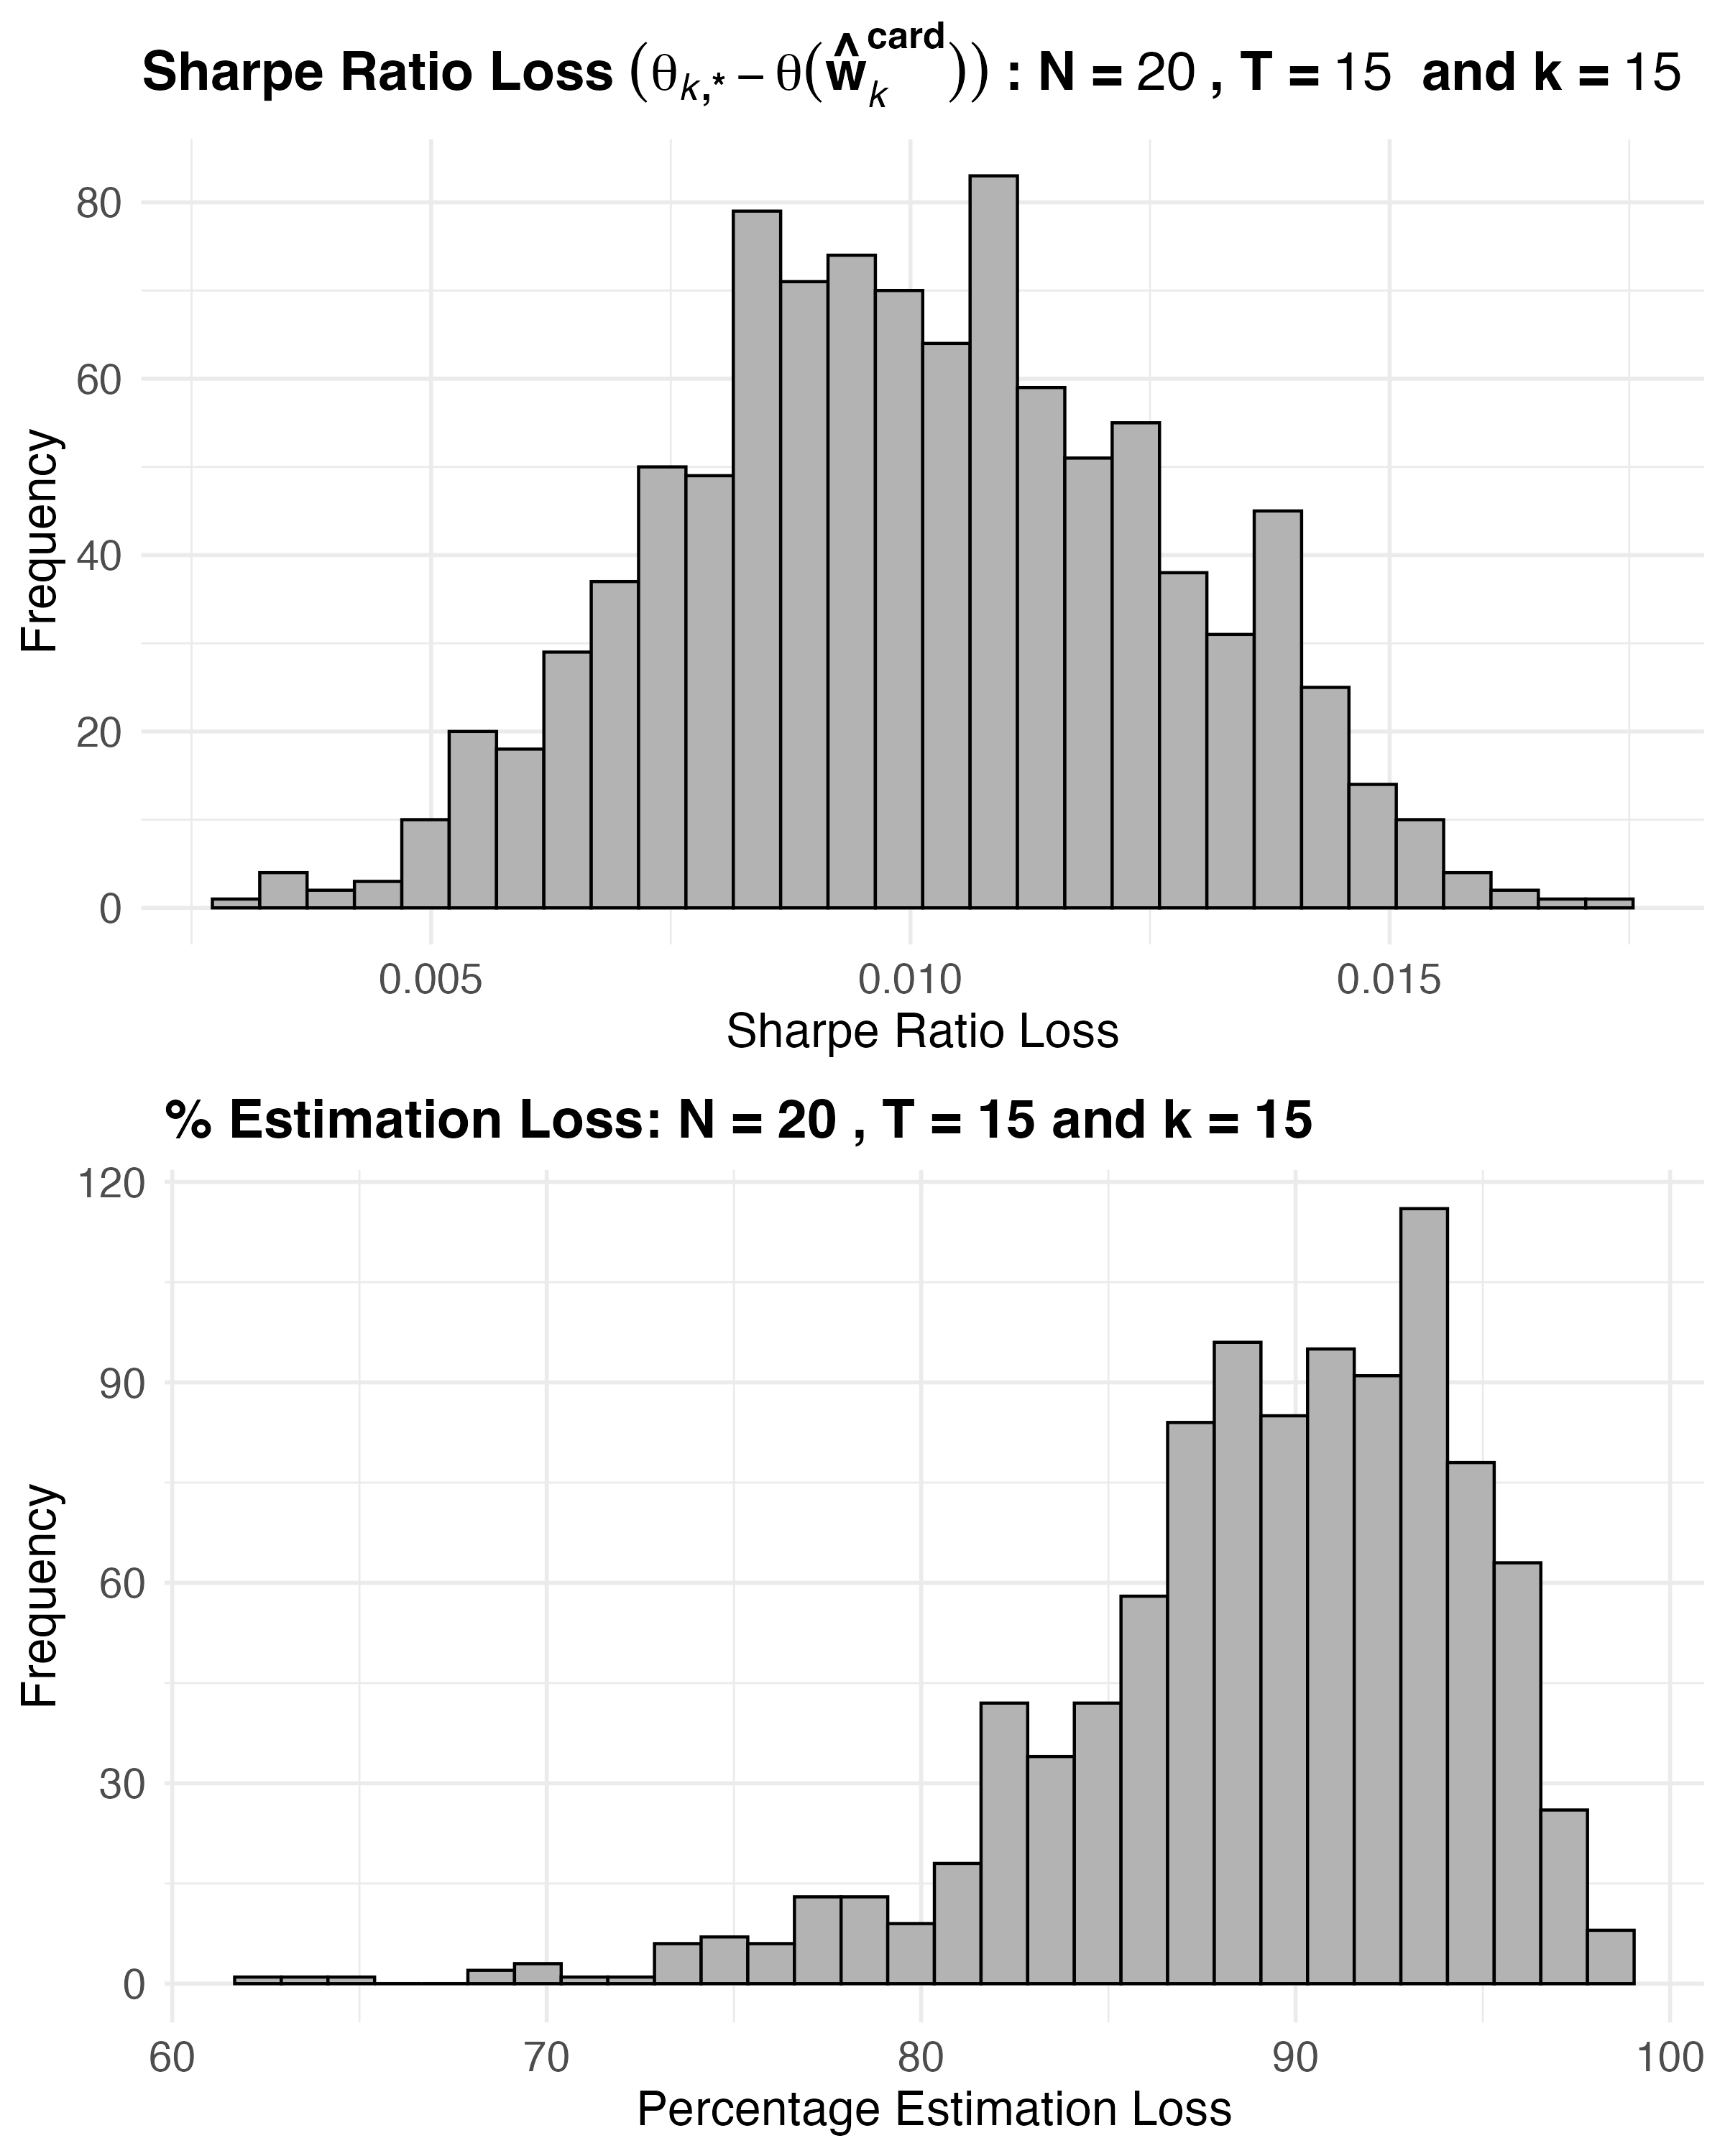 Sharpe Ratio Loss (θk,* − θ(ŵk^card)) : N = 20 , T = 15 and k = 15
80
60
40
20
0
Frequency
0.005 0.010 0.015
Sharpe Ratio Loss
% Estimation Loss: N = 20 , T = 15 and k = 15
120
90
60
30
0
Frequency
60 70 80 90 100
Percentage Estimation Loss